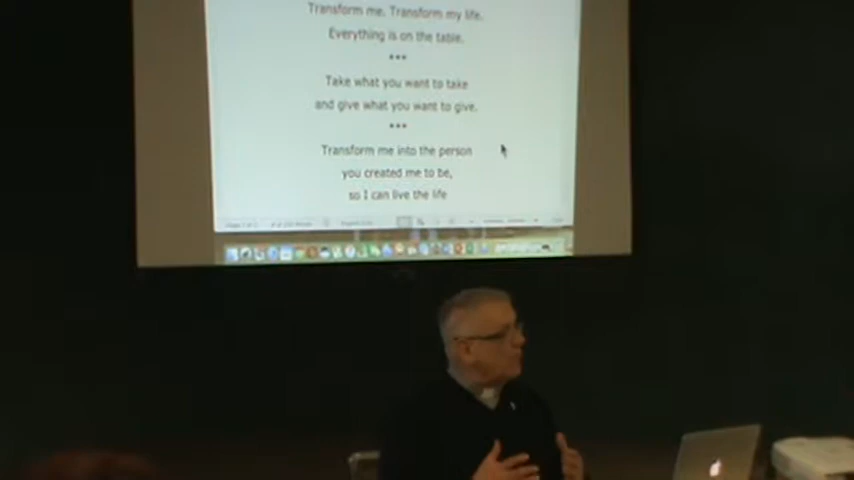 Transform me. Transform my life.
Everything is on the table.
***
Take what you want to take
and give what you want to give.
***
Transform me into the person
you created me to be,
so I can live the life